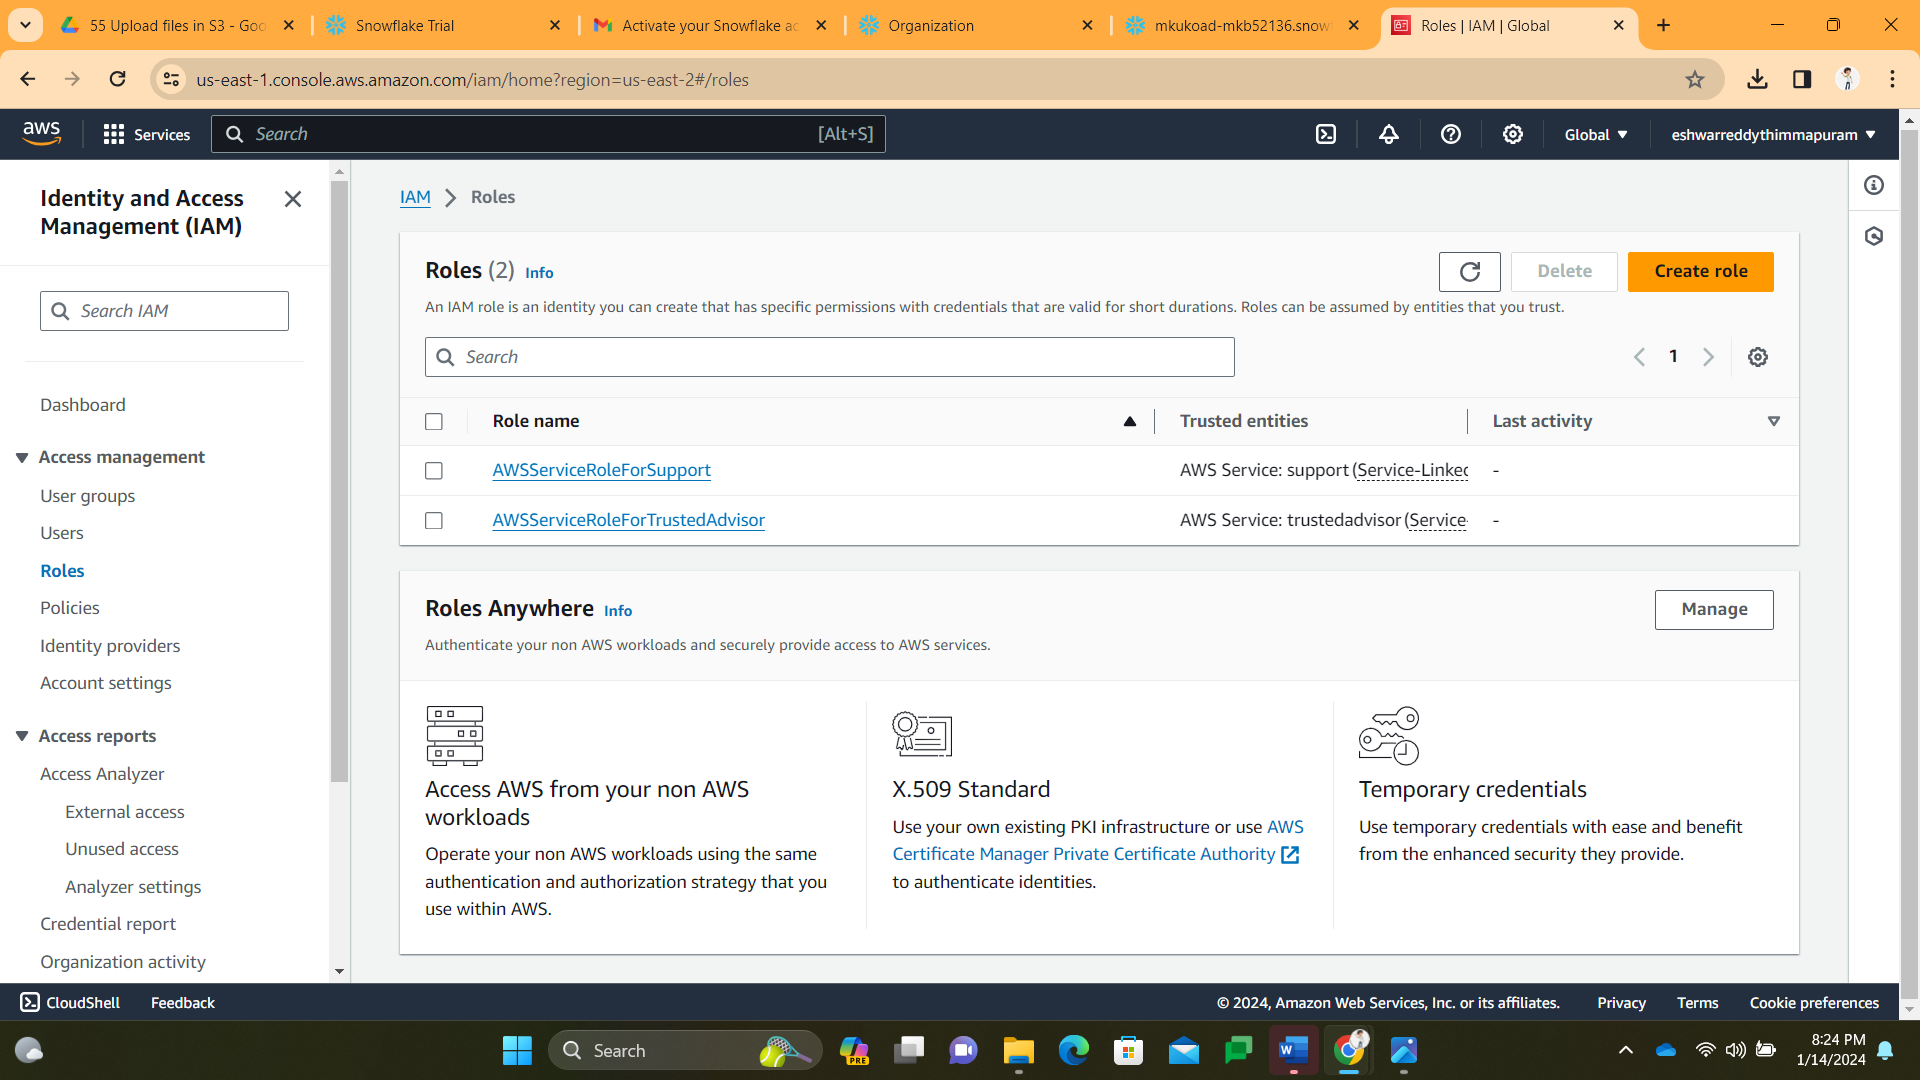 55 Upload files in S3 - Goo
Snowflake Trial
Activate your Snowflake ac
Organization
mkukoad-mkb52136.snow
Roles | IAM | Global
us-east-1.console.aws.amazon.com/iam/home?region=us-east-2#/roles
aws
Services
Search
[Alt+S]
Global
eshwarreddythimmapuram
Identity and Access
Management (IAM)
Search IAM
Dashboard
Access management
User groups
Users
Roles
Policies
Identity providers
Account settings
Access reports
Access Analyzer
External access
Unused access
Analyzer settings
Credential report
Organization activity
IAM > Roles
Roles (2) Info
Delete
Create role
An IAM role is an identity you can create that has specific permissions with credentials that are valid for short durations. Roles can be assumed by entities that you trust.
Search
1
Role name
Trusted entities
Last activity
AWSServiceRoleForSupport
AWS Service: support (Service-Linked
-
AWSServiceRoleForTrustedAdvisor
AWS Service: trustedadvisor (Service-
-
Roles Anywhere Info
Manage
Authenticate your non AWS workloads and securely provide access to AWS services.
Access AWS from your non AWS
workloads
Operate your non AWS workloads using the same
authentication and authorization strategy that you
use within AWS.
X.509 Standard
Use your own existing PKI infrastructure or use AWS
Certificate Manager Private Certificate Authority
to authenticate identities.
Temporary credentials
Use temporary credentials with ease and benefit
from the enhanced security they provide.
CloudShell
Feedback
© 2024, Amazon Web Services, Inc. or its affiliates.
Privacy
Terms
Cookie preferences
Search
PRE
8:24 PM
1/14/2024